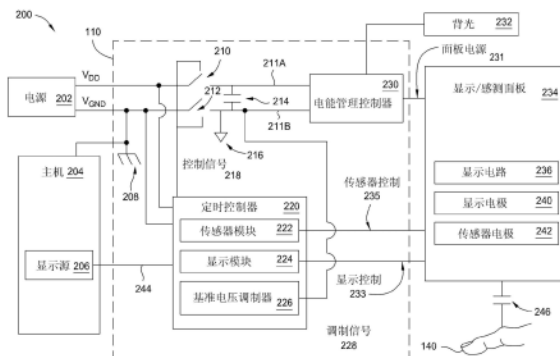 200
110
背光 232
VDD
210
211A
面板电源
231
电源
202
212
214
230
电能管理控制器
显示/感测面板
234
VGND
211B
主机 204
216
控制信号
218
208
显示电路
236
传感器控制
235
定时控制器 220
显示电极
240
传感器模块 222
传感器电极
242
显示源 206
显示模块 224
244
显示控制
233
基准电压调制器 226
246
调制信号
228
140